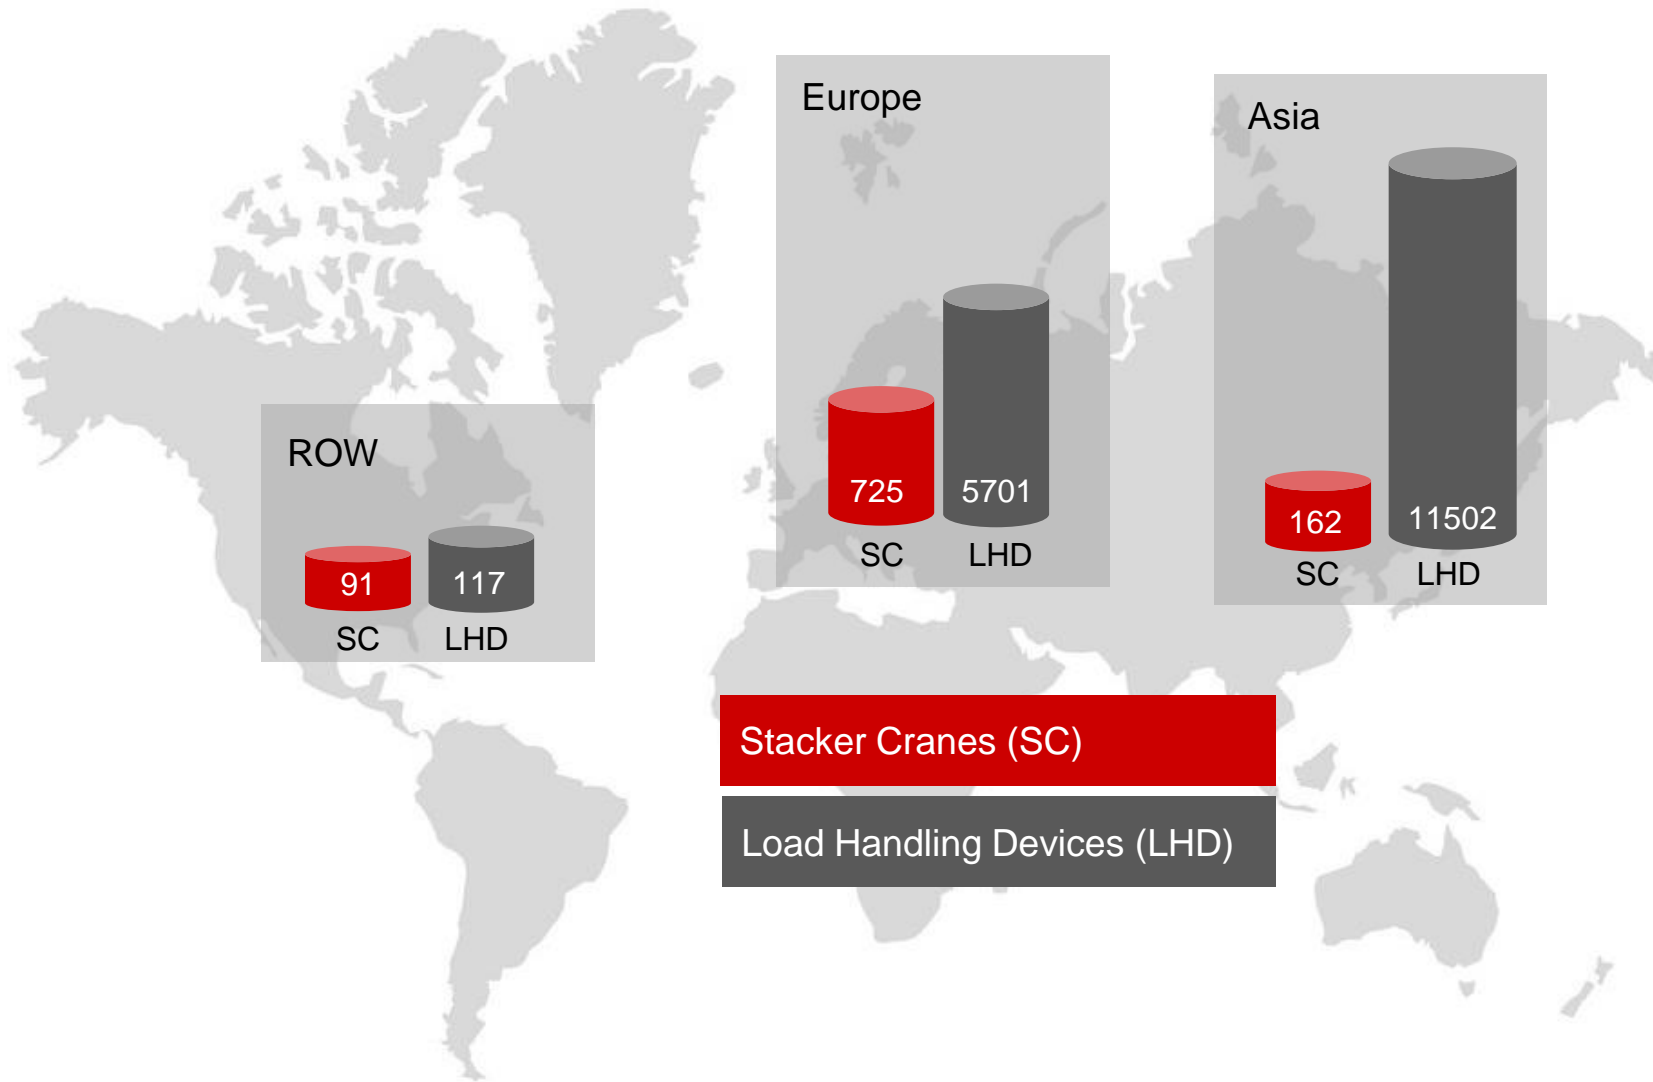 Europe
725
5701
SC
LHD
Asia
162
11502
SC
LHD
ROW
91
117
SC
LHD
Stacker Cranes (SC)
Load Handling Devices (LHD)